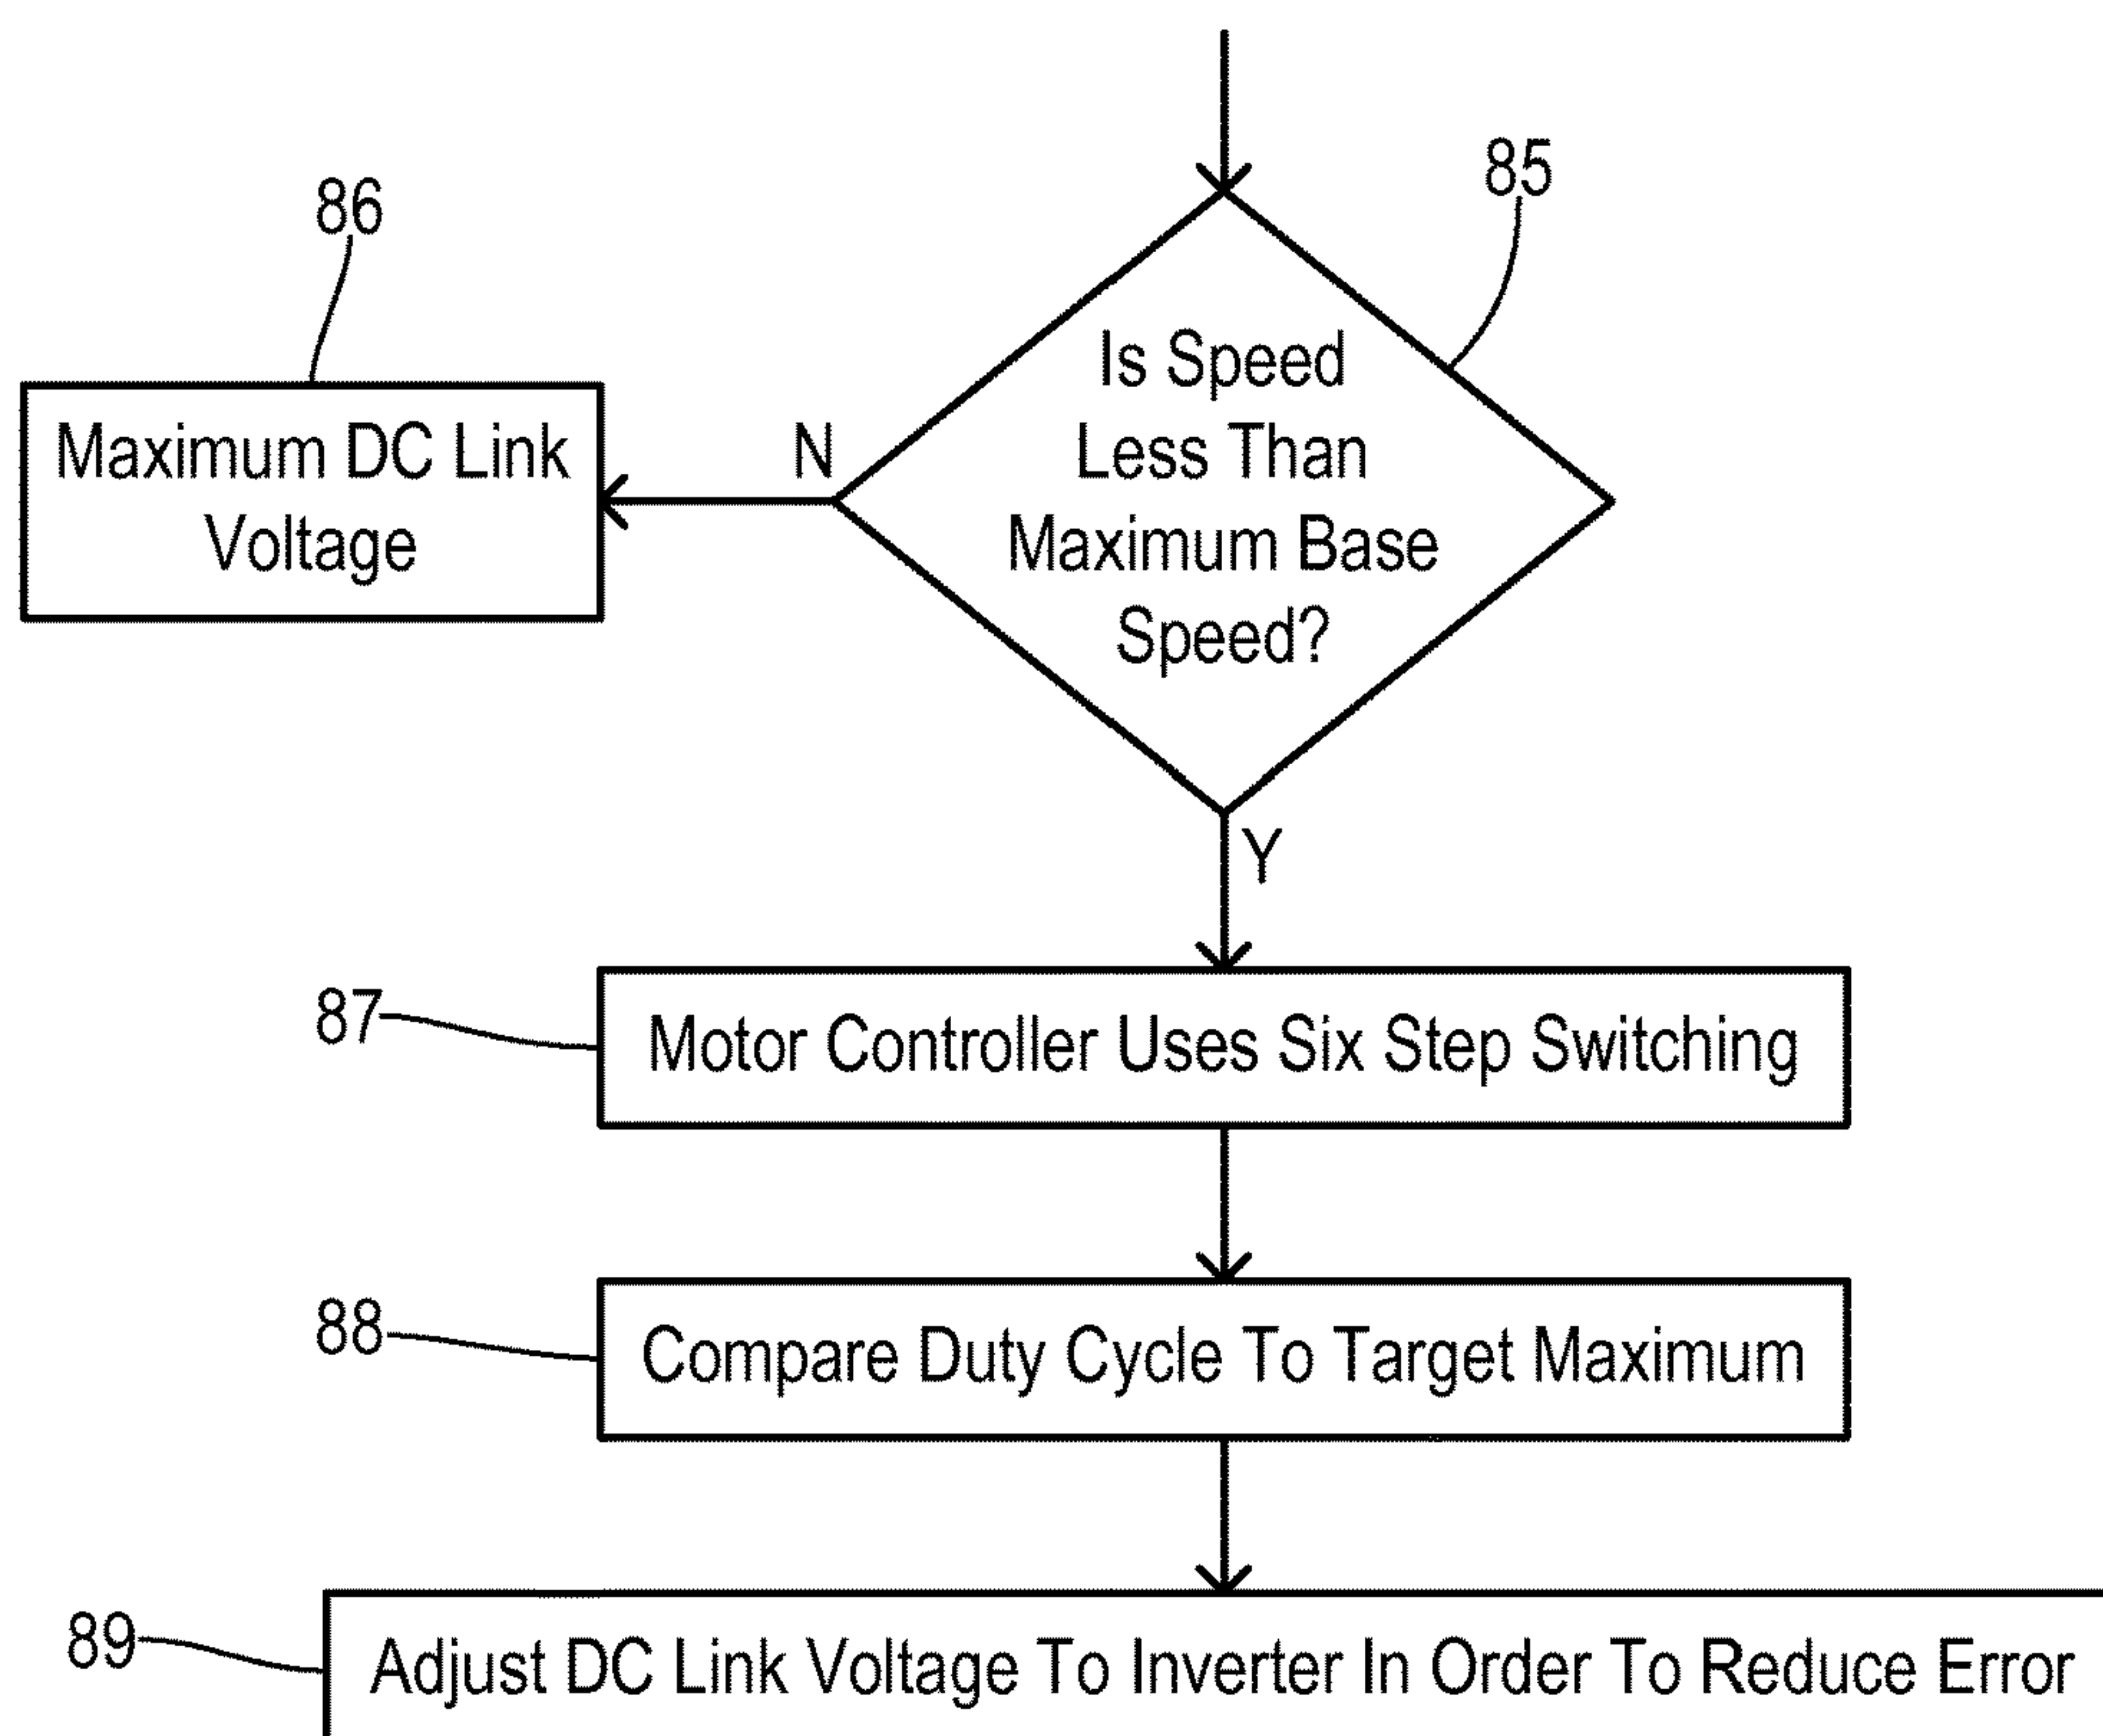 85
86
Is Speed
Less Than
Maximum Base
Speed?
N
Maximum DC Link
Voltage
Y
87
Motor Controller Uses Six Step Switching
88
Compare Duty Cycle To Target Maximum
89
Adjust DC Link Voltage To Inverter In Order To Reduce Error